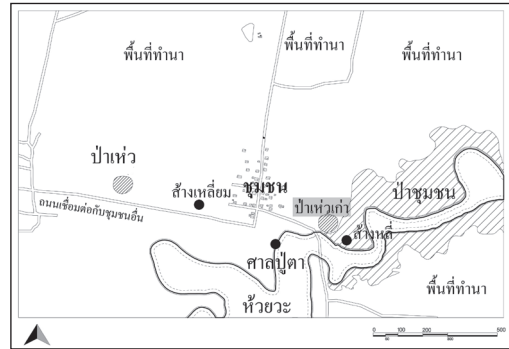 พื้นที่ทำนา
พื้นที่ทำนา
พื้นที่ทำนา
ป่าเห่ว
สร้างเหลี่ยม
ชุมชน
ป่าชุมชน
ถนนเชื่อมต่อกับชุมชนอื่น
ป่าเห่วเก่า
สร้างหลี่
ศาลปู่ตา
พื้นที่ทำนา
ห้วยวะ
0 100 200 500